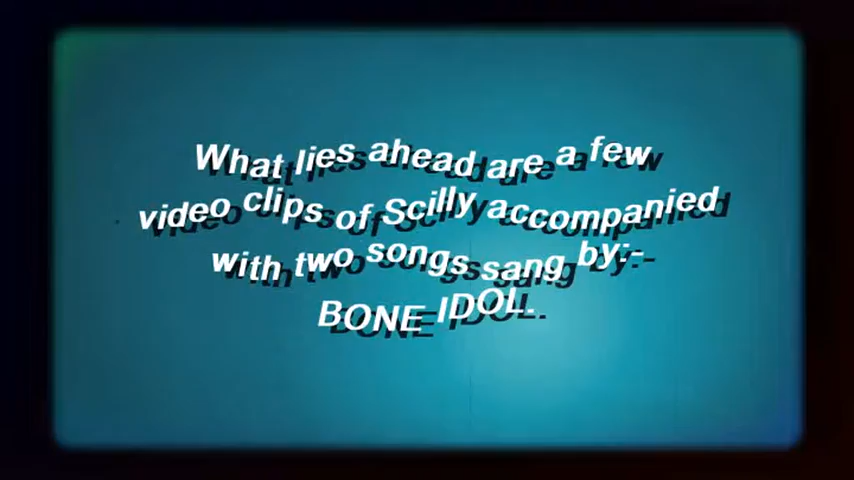 What lies ahead are a few
video clips of Scilly accompanied
with two songs sang by:-
BONE IDOL.